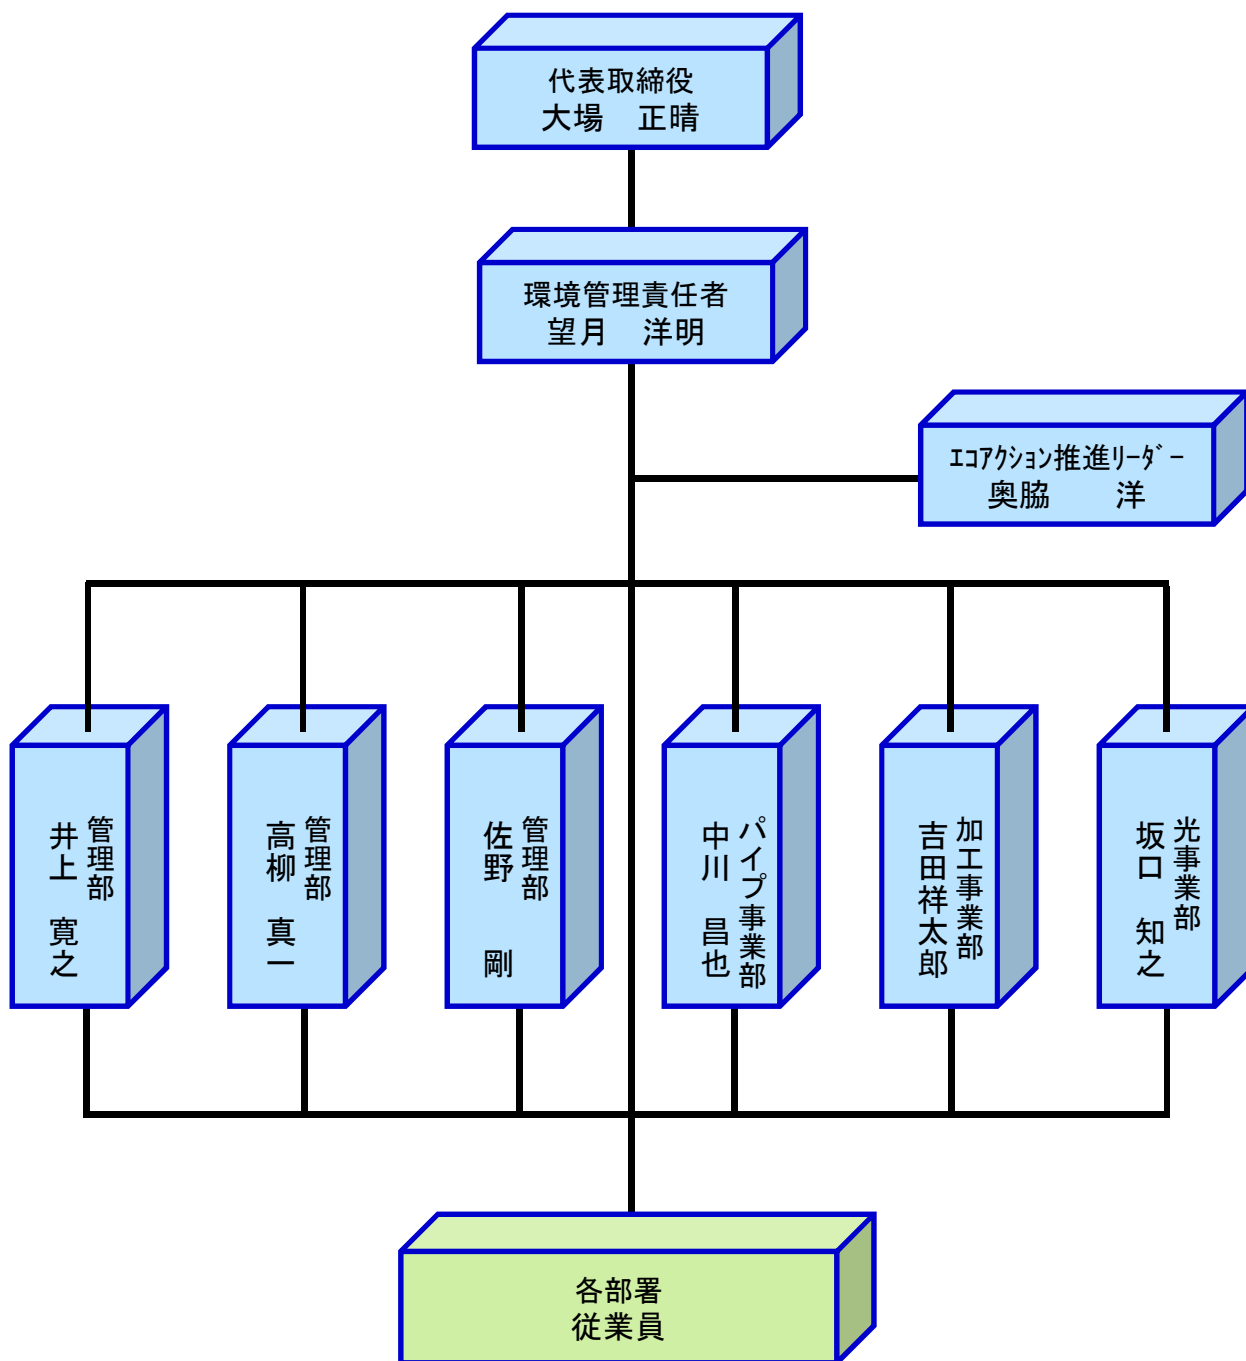 代表取締役
大場　正晴
環境管理責任者
望月　洋明
ｴｺｱｸｼｮﾝ推進ﾘｰﾀﾞｰ
奥脇　　洋
管理部
井上　寛之
管理部
高柳　真一
管理部
佐野　　剛
パイプ事業部
中川　昌也
加工事業部
吉田祥太郎
光事業部
坂口　知之
各部署
従業員